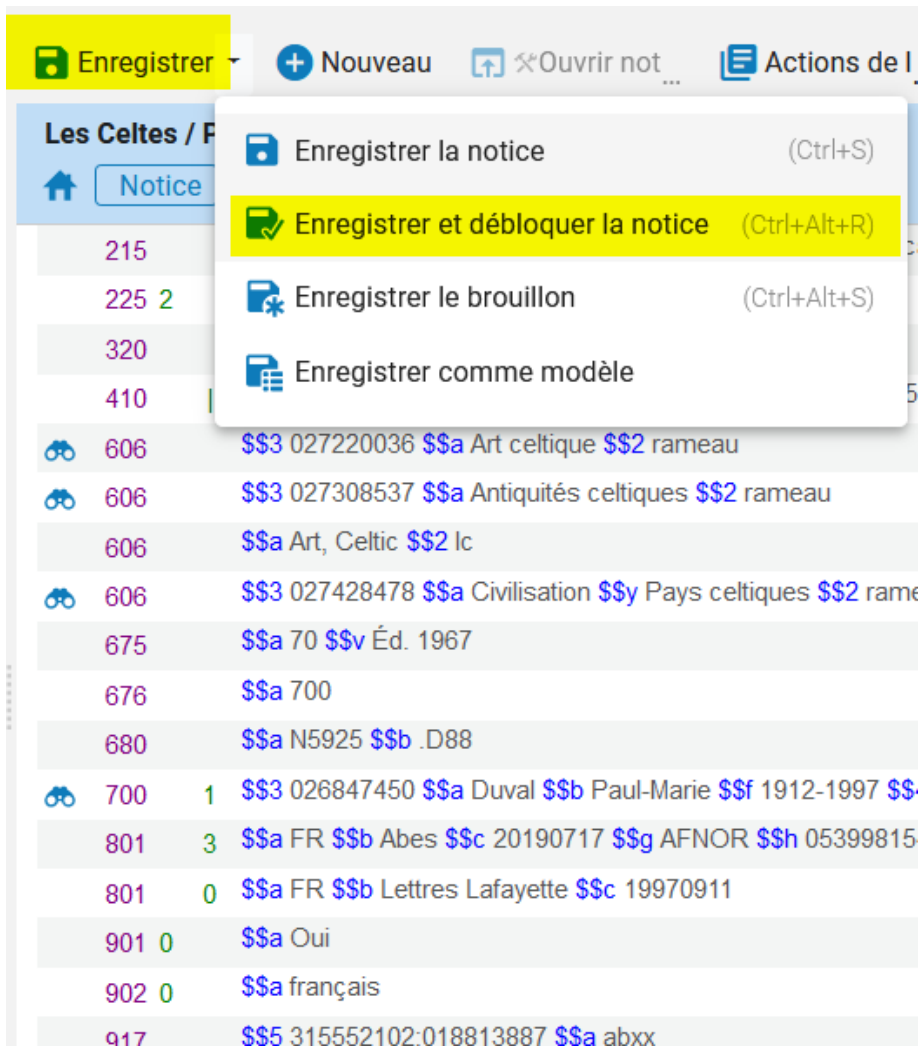 Enregistrer Nouveau Ouvrir not... Actions de l
Les Celtes / P
Notice
Enregistrer la notice (Ctrl+S)
Enregistrer et débloquer la notice (Ctrl+Alt+R)
Enregistrer le brouillon (Ctrl+Alt+S)
Enregistrer comme modèle
215
225 2
320
410 |
606 $$3 027220036 $$a Art celtique $$2 rameau
606 $$3 027308537 $$a Antiquités celtiques $$2 rameau
606 $$a Art, Celtic $$2 lc
606 $$3 027428478 $$a Civilisation $$y Pays celtiques $$2 rame
675 $$a 70 $$v Éd. 1967
676 $$a 700
680 $$a N5925 $$b .D88
700 1 $$3 026847450 $$a Duval $$b Paul-Marie $$f 1912-1997 $$4
801 3 $$a FR $$b Abes $$c 20190717 $$g AFNOR $$h 05399815
801 0 $$a FR $$b Lettres Lafayette $$c 19970911
901 0 $$a Oui
902 0 $$a français
917 $$5 315552102:018813887 $$a abxx